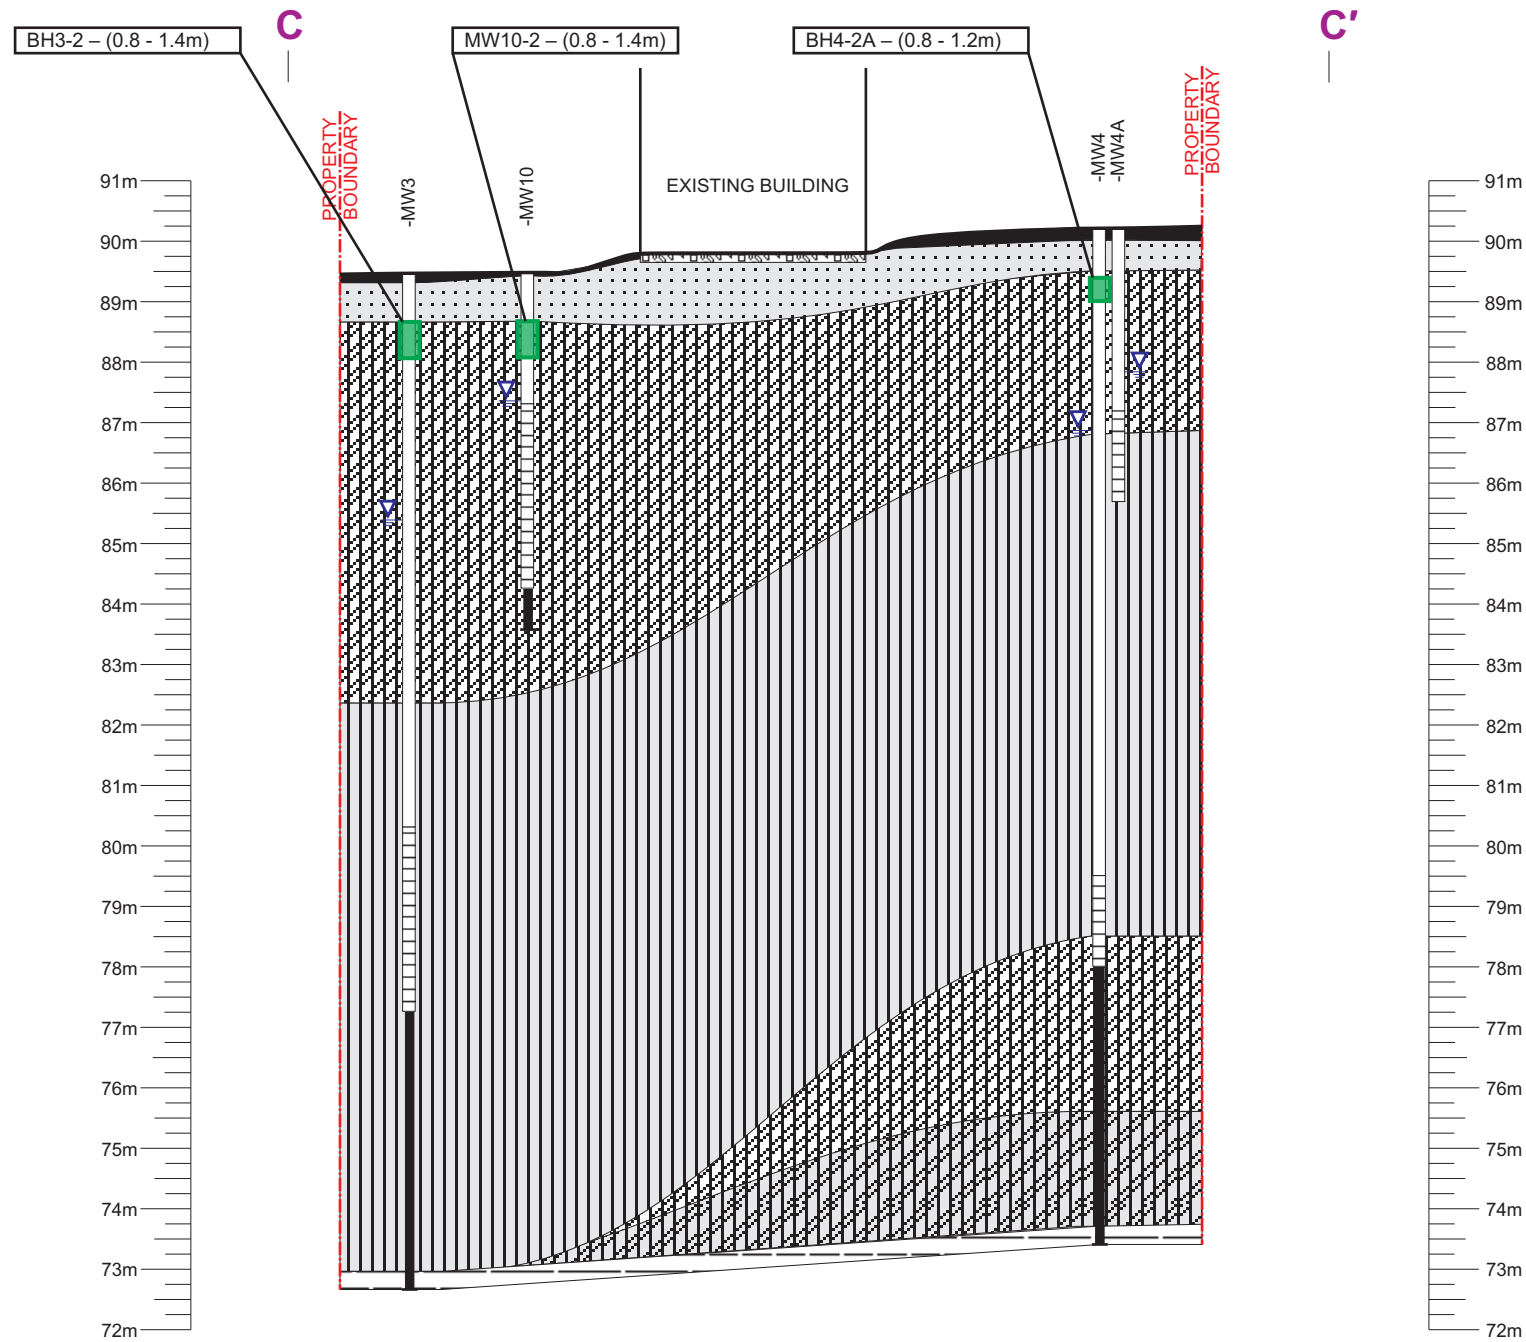 C
C'
BH3-2 – (0.8 - 1.4m)
MW10-2 – (0.8 - 1.4m)
BH4-2A – (0.8 - 1.2m)
PROPERTY
BOUNDARY
-MW3
-MW10
EXISTING BUILDING
-MW4
-MW4A
PROPERTY
BOUNDARY
91m
90m
89m
88m
87m
86m
85m
84m
83m
82m
81m
80m
79m
78m
77m
76m
75m
74m
73m
72m
91m
90m
89m
88m
87m
86m
85m
84m
83m
82m
81m
80m
79m
78m
77m
76m
75m
74m
73m
72m